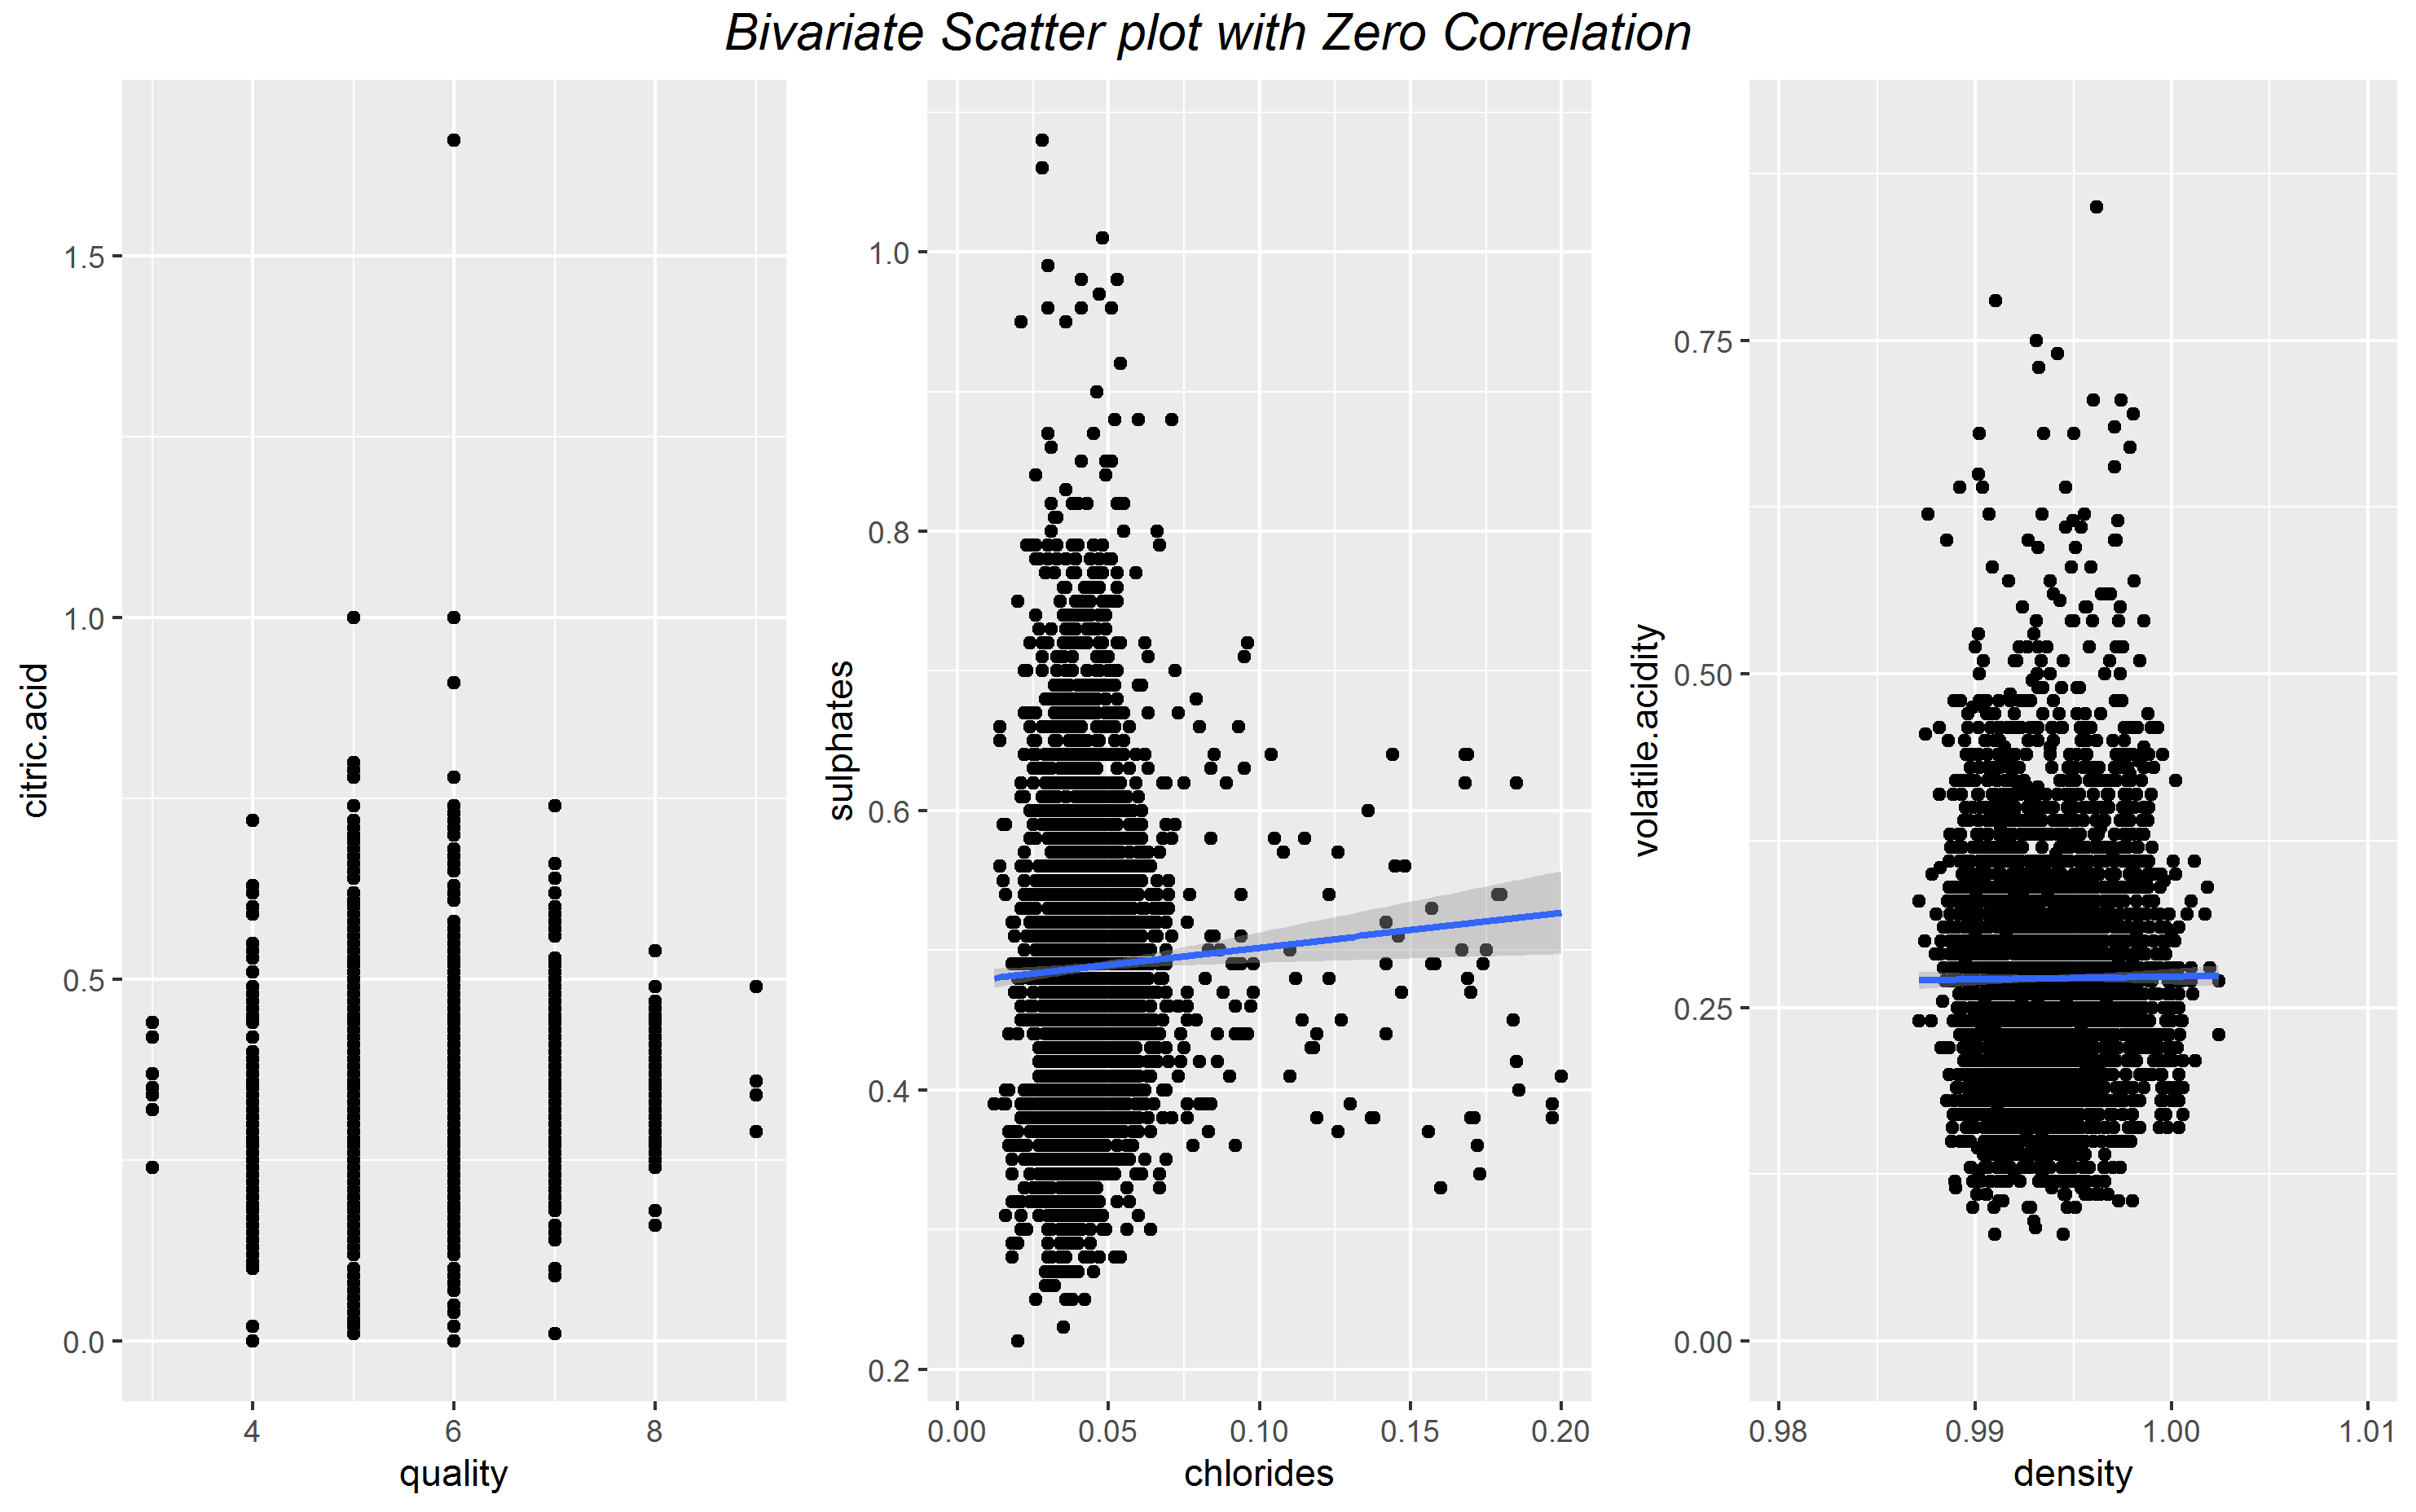 Bivariate Scatter plot with Zero Correlation
citric.acid
1.5
1.0
0.5
0.0
4 6 8
quality
sulphates
1.0
0.8
0.6
0.4
0.2
0.00 0.05 0.10 0.15 0.20
chlorides
volatile.acidity
0.75
0.50
0.25
0.00
0.98 0.99 1.00 1.01
density